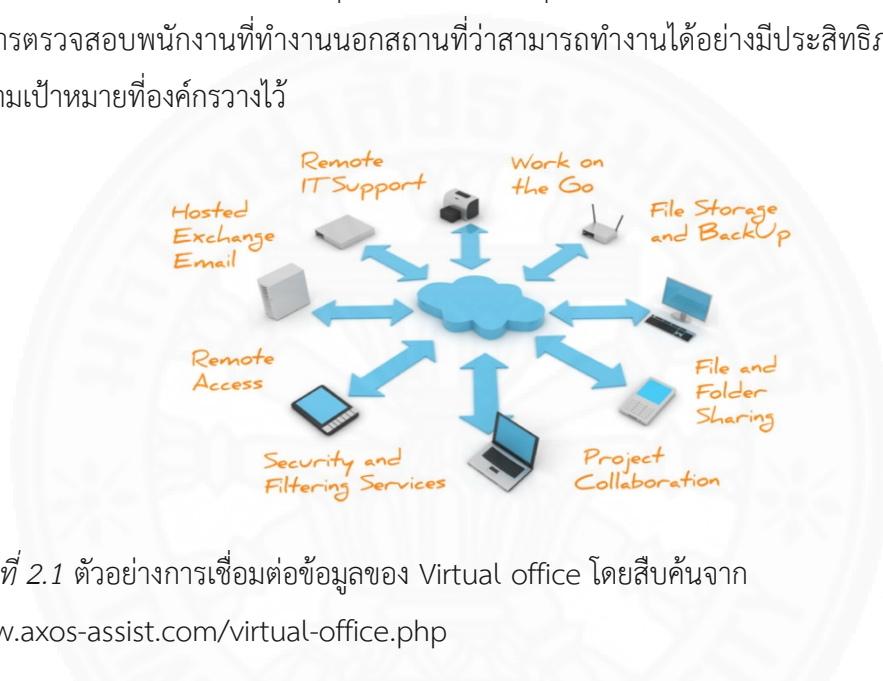 ารตรวจสอบพนักงานที่ทำงานนอกสถานที่ว่าสามารถทำงานได้อย่างมีประสิทธิภ
ามเป้าหมายที่องค์กรวางไว้
Remote
IT Support
Work on
the Go
Hosted
Exchange
Email
File Storage
and BackUp
Remote
Access
File and
Folder
Sharing
Security and
Filtering Services
Project
Collaboration
ที่ 2.1 ตัวอย่างการเชื่อมต่อข้อมูลของ Virtual office โดยสืบค้นจาก
w.axos-assist.com/virtual-office.php